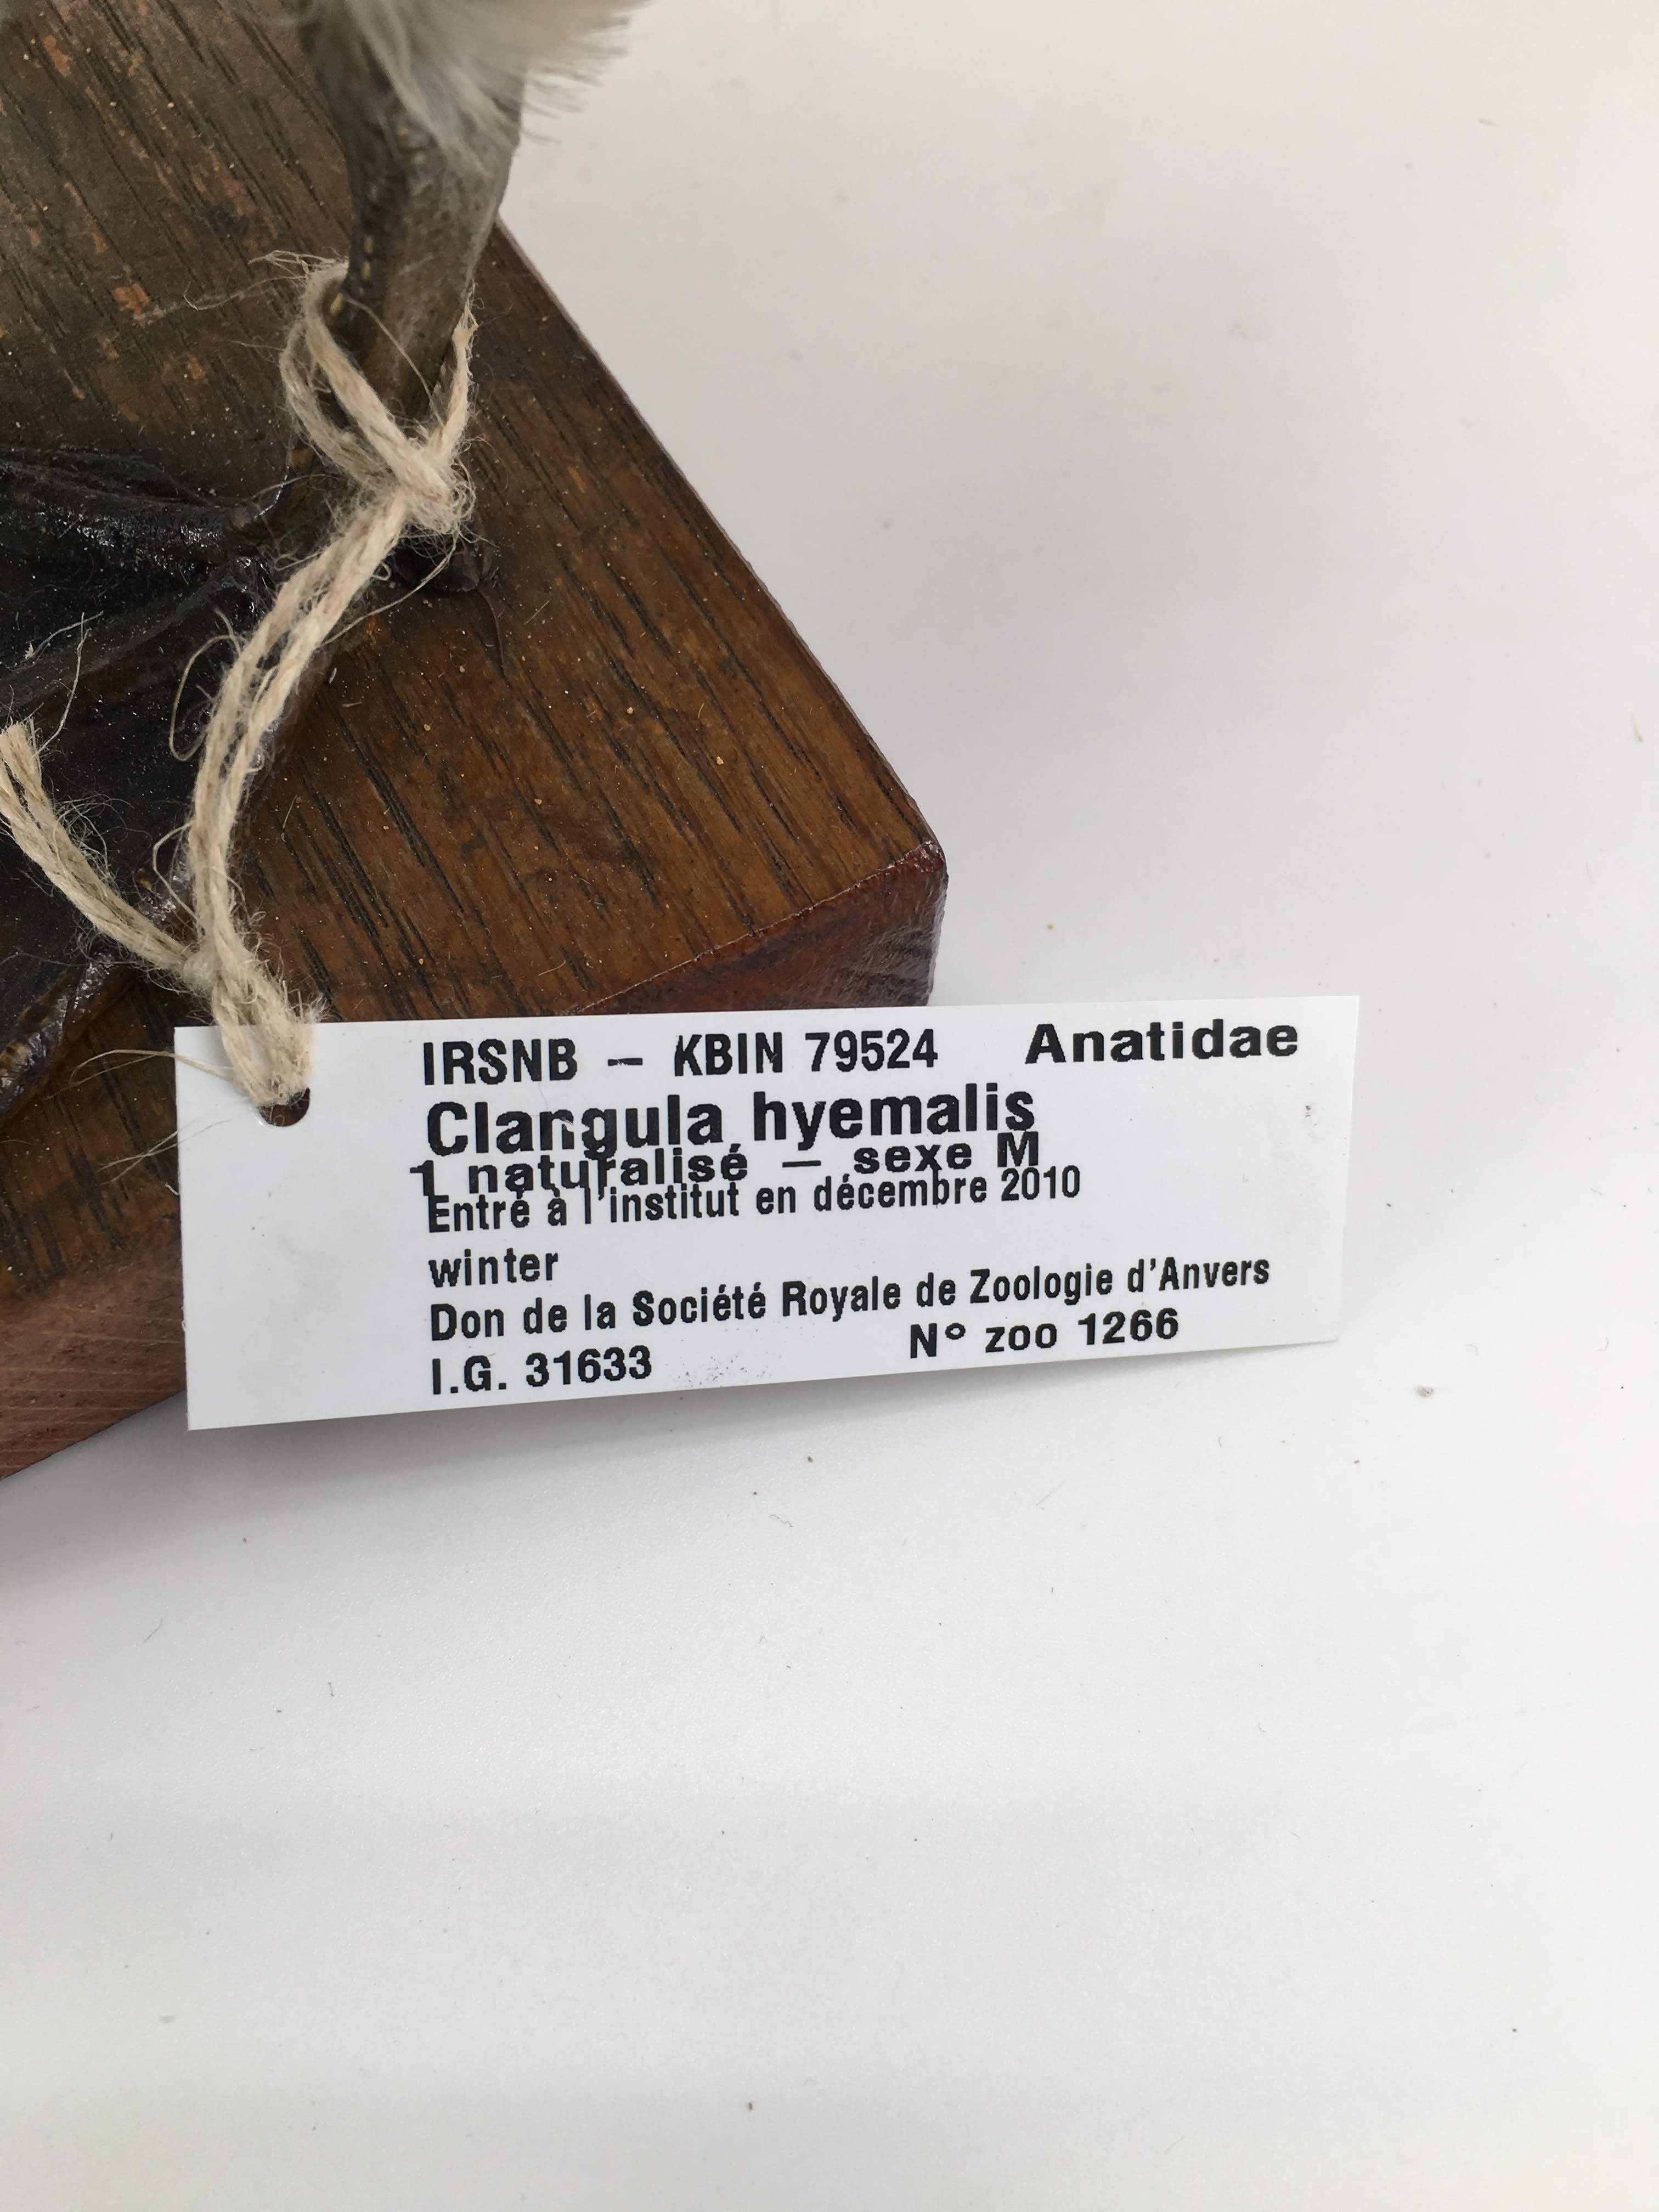 IRSNB – KBIN 79524 Anatidae
Clangula hyemalis
1 naturalisé – sexe M
Entré à l'institut en décembre 2010
winter
Don de la Société Royale de Zoologie d'Anvers
I.G. 31633 N° zoo 1266